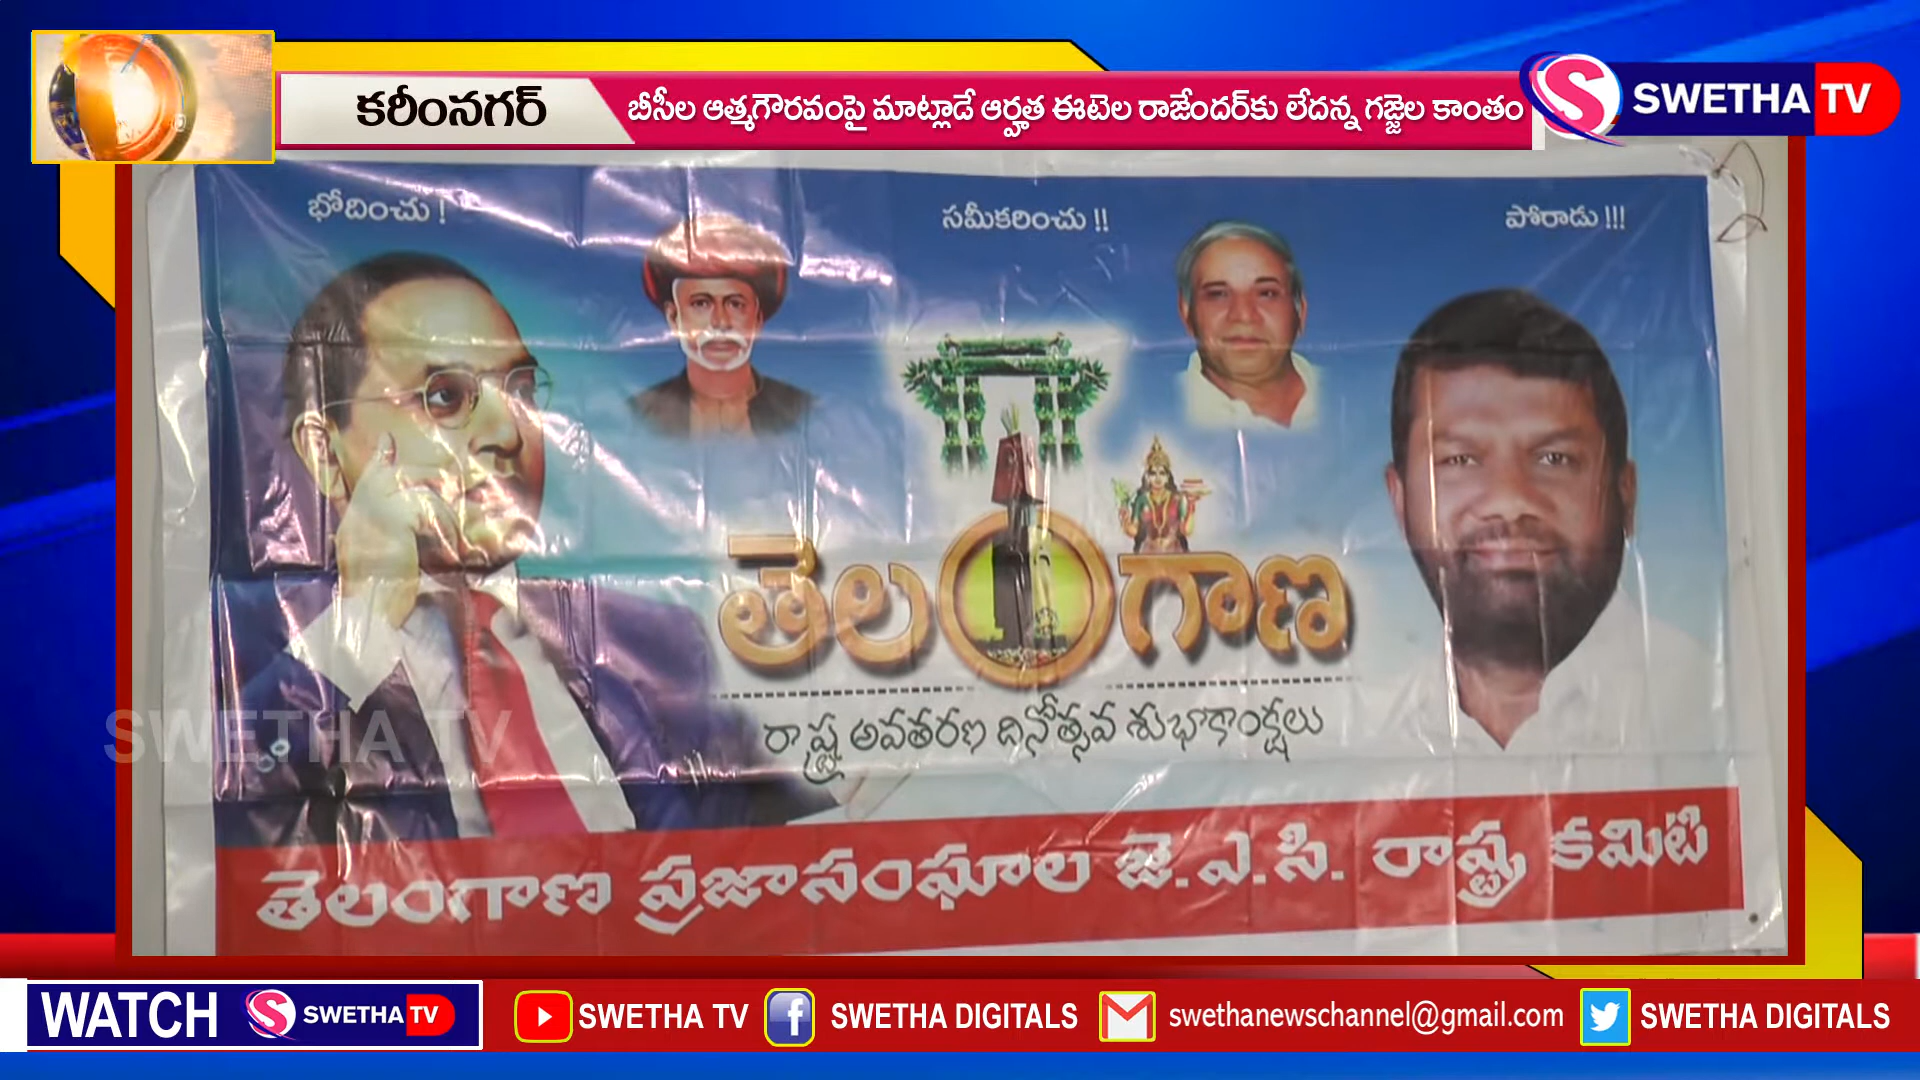 కరీంనగర్
బీసీల ఆత్మగౌరవంపై మాట్లాడే ఆర్హత ఈటెల రాజేందర్‌కు లేదన్న గజ్జెల కాంతం
S SWETHA TV
భోదించు !
సమీకరించు !!
పోరాడు !!!
తెలంగాణ
రాష్ట్ర అవతరణ దినోత్సవ శుభాకాంక్షలు
SWETHA TV
తెలంగాణ ప్రజాసంఘాల జె.ఎ.సి. రాష్ట్ర కమిటి
WATCH S SWETHA TV SWETHA TV SWETHA DIGITALS swethanewschannel@gmail.com SWETHA DIGITALS